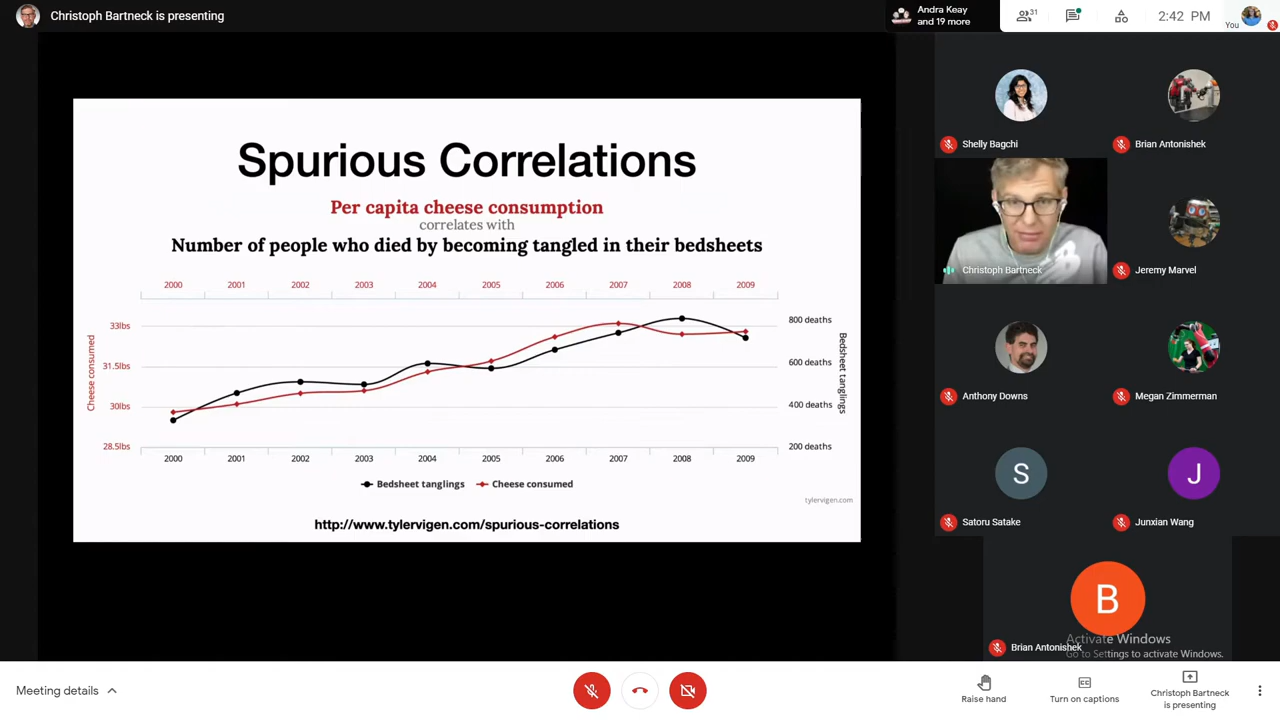 Christoph Bartneck is presenting
Andra Keay
and 19 more
31
2:42 PM
You
Spurious Correlations
Per capita cheese consumption
correlates with
Number of people who died by becoming tangled in their bedsheets
2000 2001 2002 2003 2004 2005 2006 2007 2008 2009
Cheese consumed
33lbs
31.5lbs
30lbs
28.5lbs
800 deaths
600 deaths
400 deaths
200 deaths
Bedsheet tanglings
2000 2001 2002 2003 2004 2005 2006 2007 2008 2009
Bedsheet tanglings Cheese consumed
tylervigen.com
http://www.tylervigen.com/spurious-correlations
Shelly Bagchi
Brian Antonishek
Christoph Bartneck
Jeremy Marvel
Anthony Downs
Megan Zimmerman
S
J
Satoru Satake
Junxian Wang
B
Brian Antonishek
Activate Windows
Go to Settings to activate Windows.
Meeting details
Raise hand
CC
Turn on captions
Christoph Bartneck
is presenting